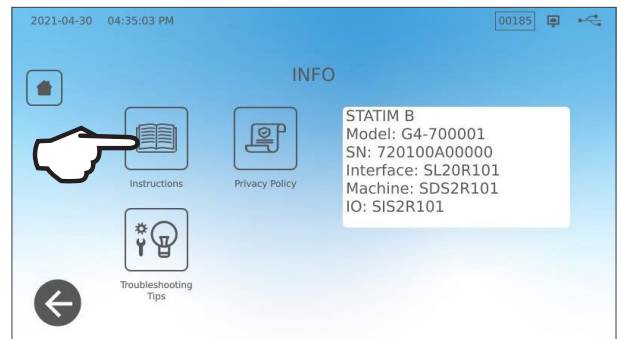 2021-04-30 04:35:03 PM
00185
INFO
Instructions
Privacy Policy
STATIM B
Model: G4-700001
SN: 720100A00000
Interface: SL20R101
Machine: SDS2R101
IO: SIS2R101
Troubleshooting
Tips